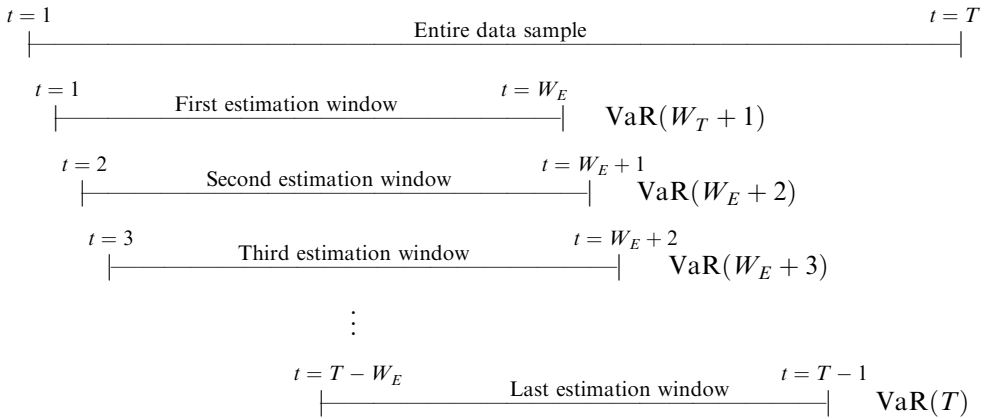 t = 1 t = T
Entire data sample
t = 1 First estimation window t = W_E VaR(W_T + 1)
t = 2 Second estimation window t = W_E + 1 VaR(W_E + 2)
t = 3 Third estimation window t = W_E + 2 VaR(W_E + 3)
⋮
t = T − W_E Last estimation window t = T − 1 VaR(T)